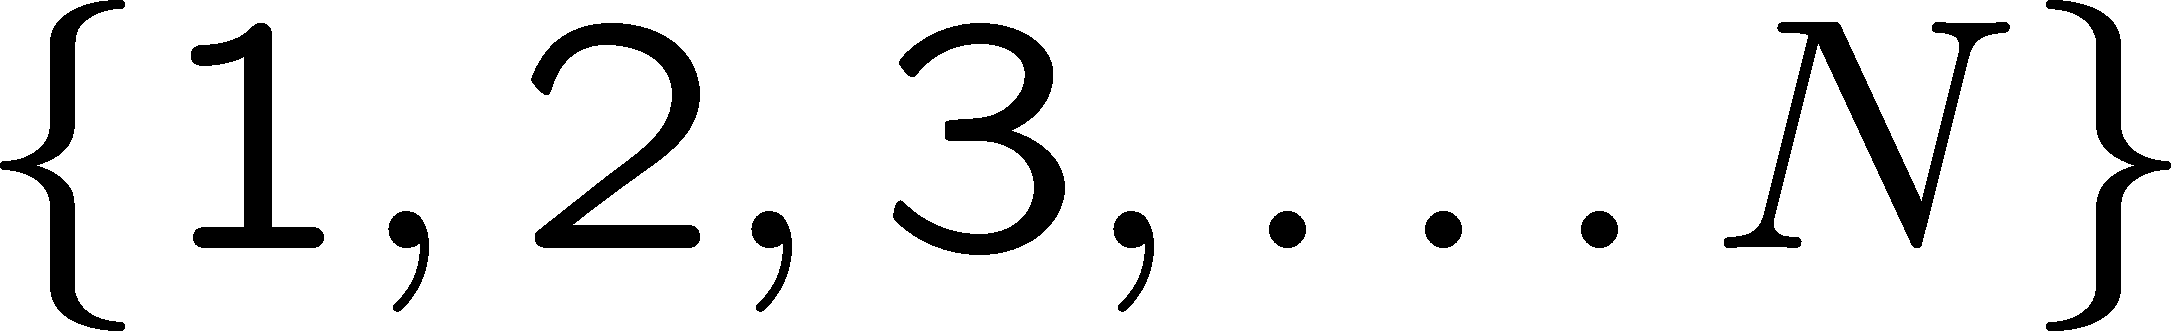 {1, 2, 3, . . . N}